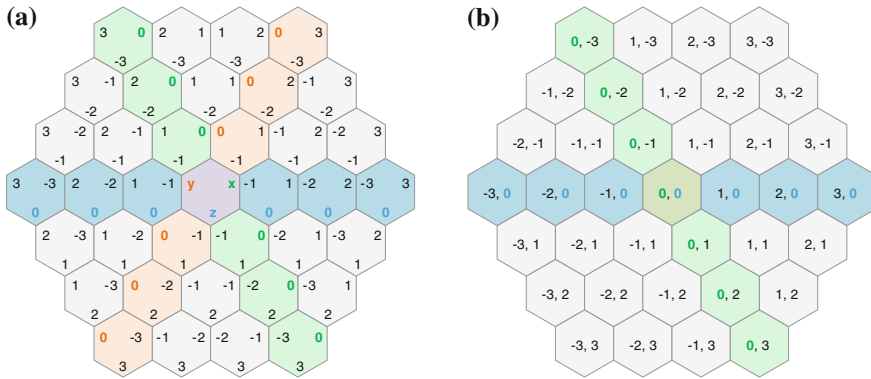 (a)
3 0 2 1 1 2 0 3
-3 -3 -3 -3
3 -1 2 0 1 1 0 2 -1 3
-2 -2 -2 -2 -2
3 -2 2 -1 1 0 0 1 -1 2 -2 3
-1 -1 -1 -1 -1 -1
3 -3 2 -2 1 -1 y x -1 1 -2 2 -3 3
0 0 0 z 0 0 0
2 -3 1 -2 0 -1 -1 0 -2 1 -3 2
1 1 1 1 1 1
1 -3 0 -2 -1 -1 -2 0 -3 1
2 2 2 2 2
0 -3 -1 -2 -2 -1 -3 0
3 3 3 3
(b)
0, -3 1, -3 2, -3 3, -3
-1, -2 0, -2 1, -2 2, -2 3, -2
-2, -1 -1, -1 0, -1 1, -1 2, -1 3, -1
-3, 0 -2, 0 -1, 0 0, 0 1, 0 2, 0 3, 0
-3, 1 -2, 1 -1, 1 0, 1 1, 1 2, 1
-3, 2 -2, 2 -1, 2 0, 2 1, 2
-3, 3 -2, 3 -1, 3 0, 3